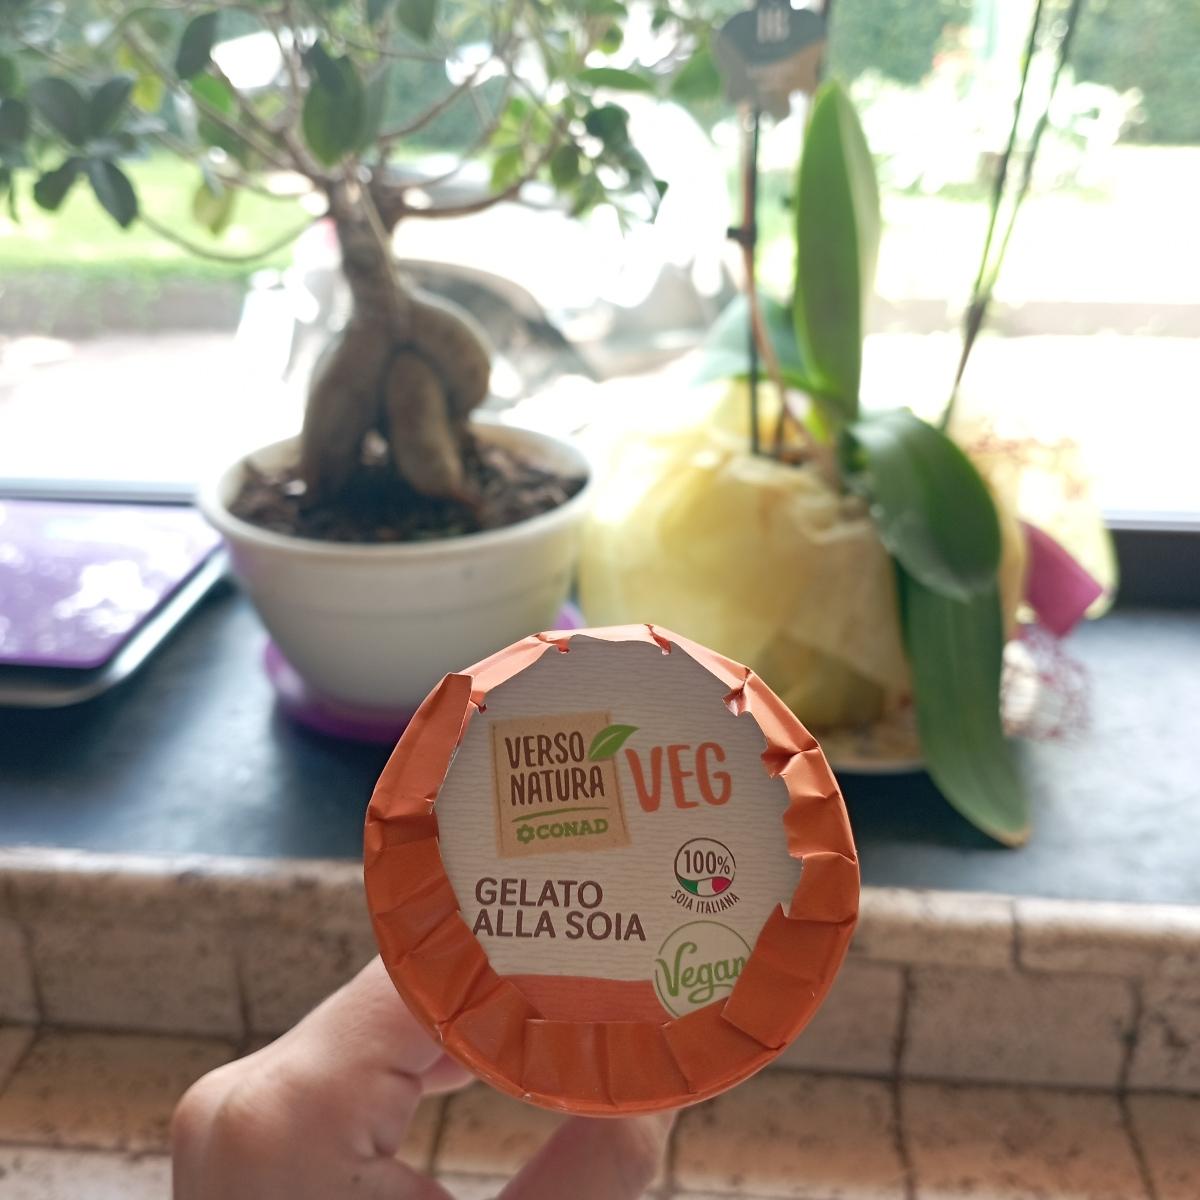 VERSO
NATURA
CONAD
VEG
100%
SOIA ITALIANA
GELATO
ALLA SOIA
Vegan